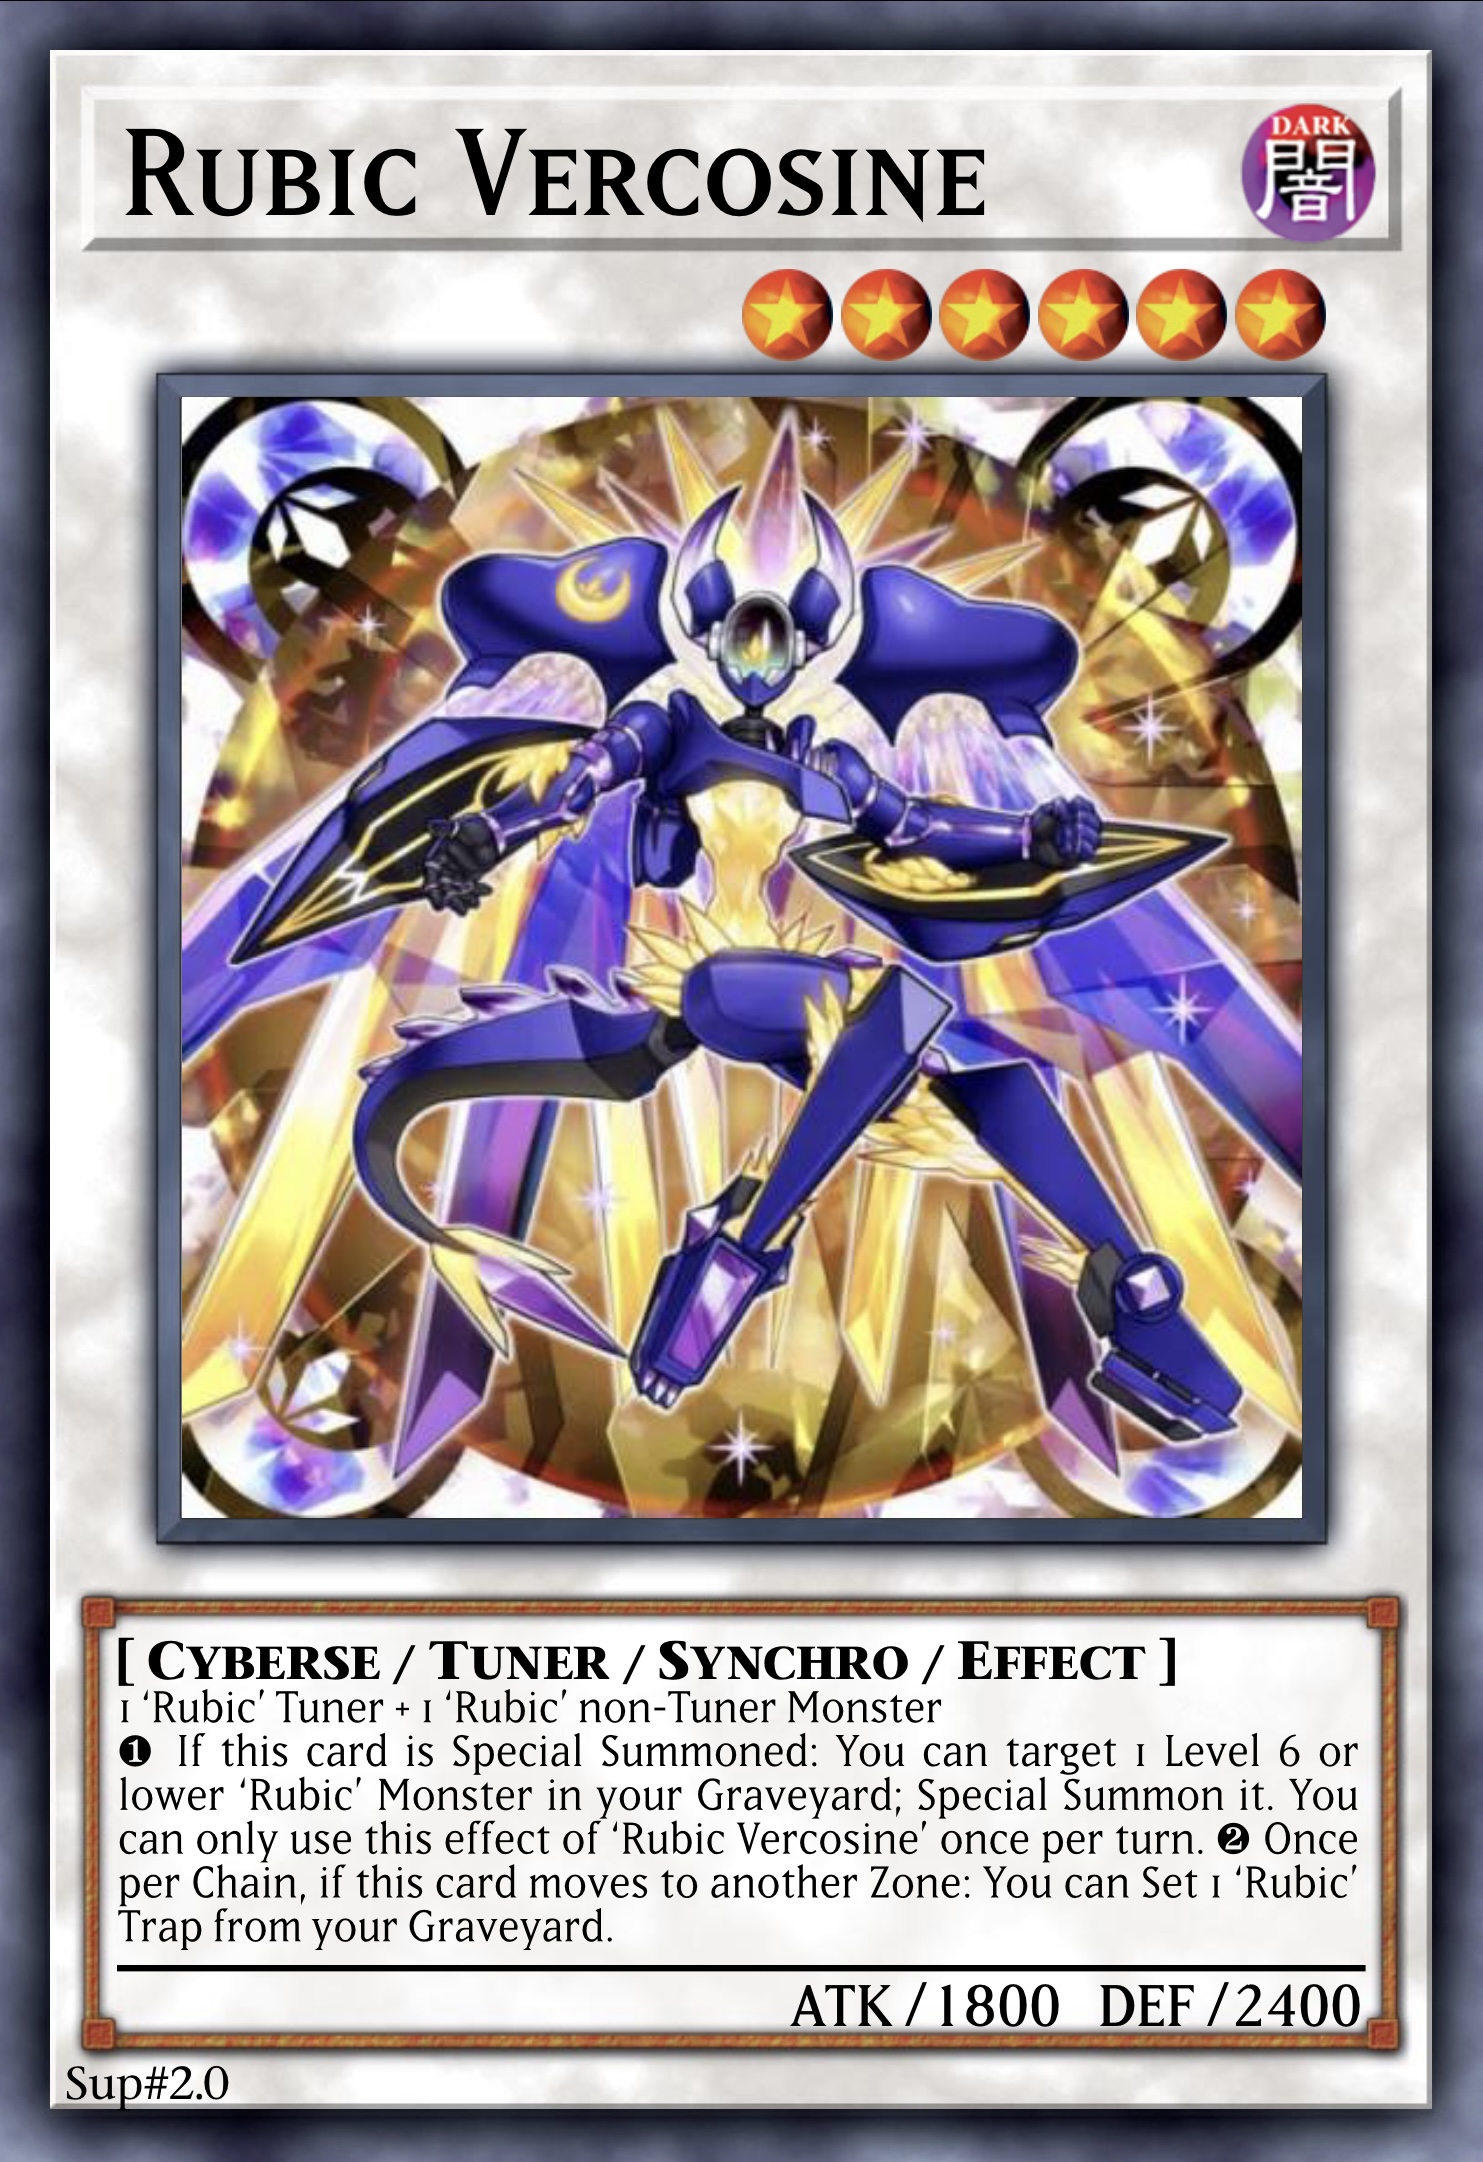 Rubic Vercosine
DARK
闇
[ Cyberse / Tuner / Synchro / Effect ]
1 ‘Rubic’ Tuner + 1 ‘Rubic’ non-Tuner Monster
❶ If this card is Special Summoned: You can target 1 Level 6 or
lower ‘Rubic’ Monster in your Graveyard; Special Summon it. You
can only use this effect of ‘Rubic Vercosine’ once per turn. ❷ Once
per Chain, if this card moves to another Zone: You can Set 1 ‘Rubic’
Trap from your Graveyard.
ATK / 1800 DEF / 2400
Sup#2.0